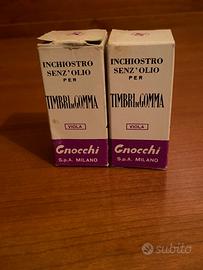 INCHIOSTRO
SENZ'OLIO
PER
TIMBRI DI GOMMA
VIOLA
Gnocchi
S.p.A. MILANO
INCHIOSTRO
SENZ'OLIO
PER
TIMBRI DI GOMMA
VIOLA
Gnocchi
S.p.A. MILANO
subito